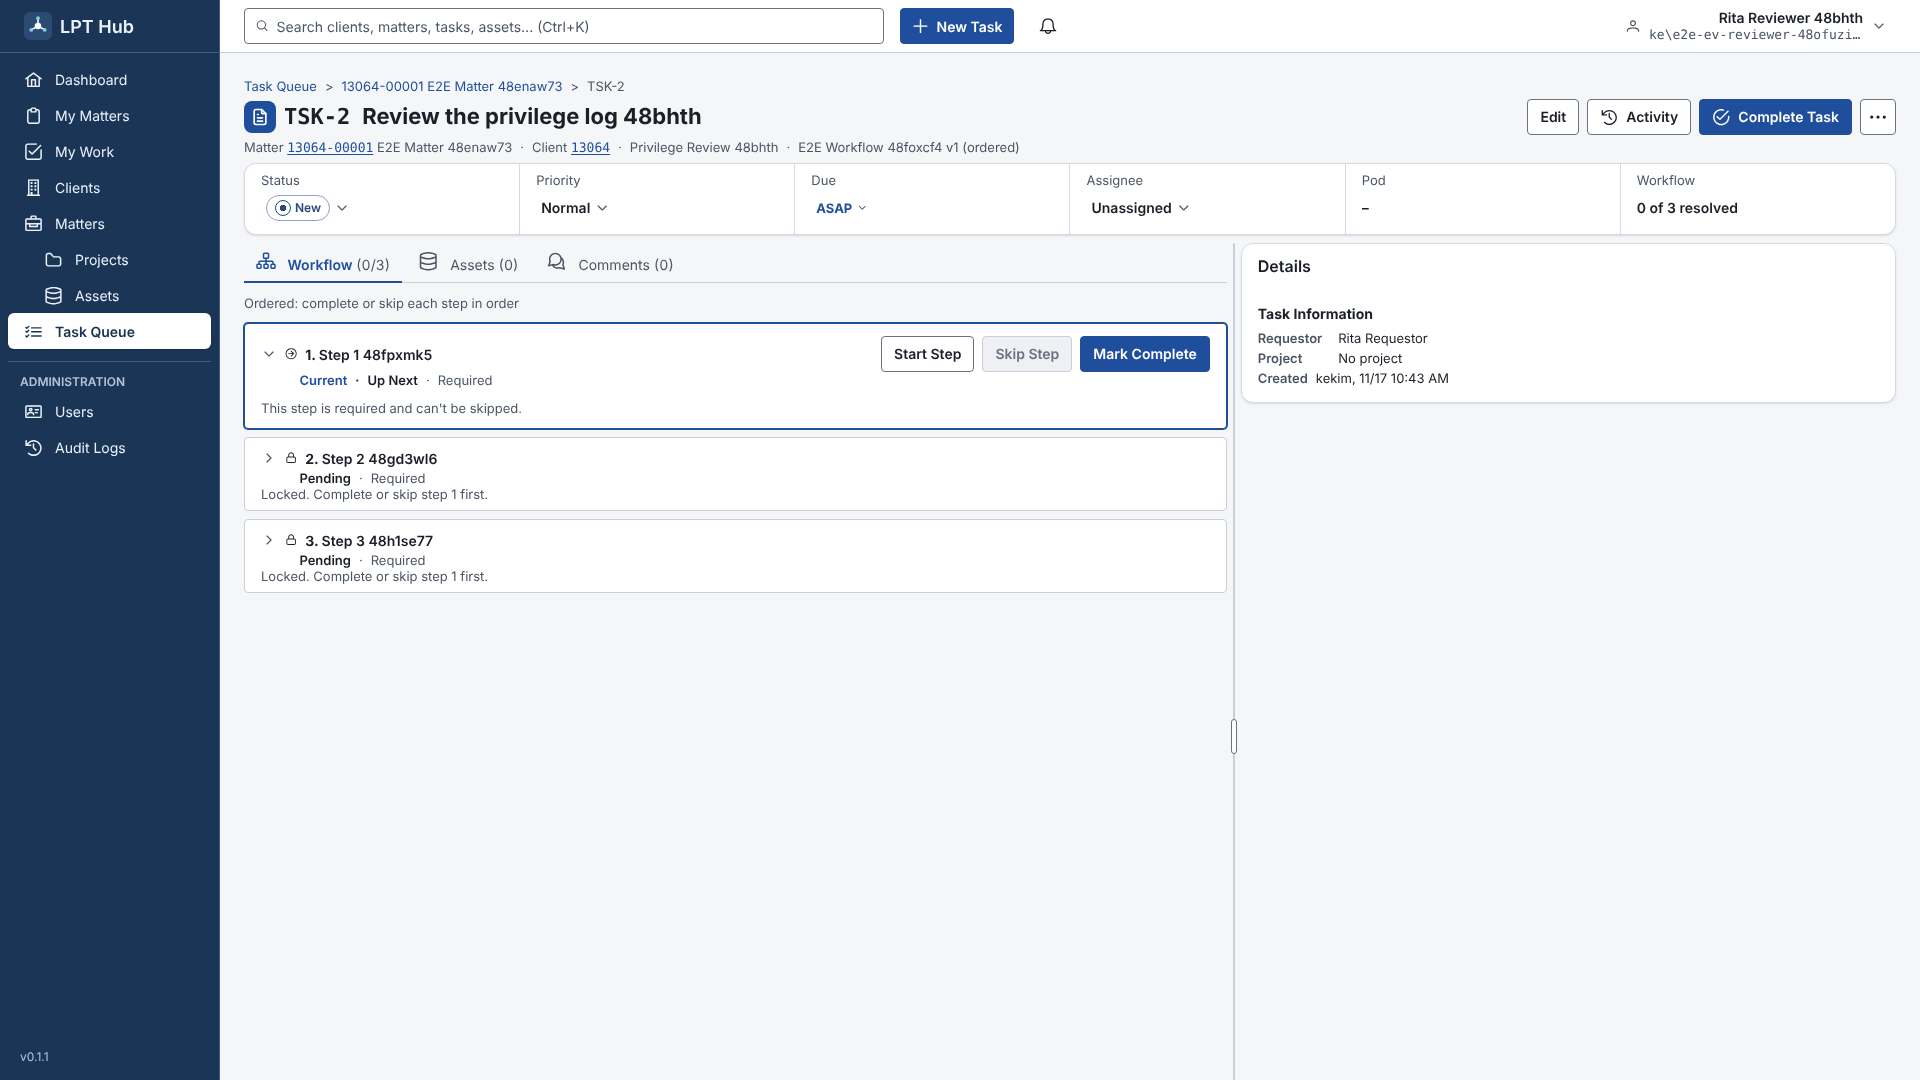 LPT Hub
Search clients, matters, tasks, assets... (Ctrl+K)
New Task
Rita Reviewer 48bhth
ke\e2e-ev-reviewer-48ofuzi…
Dashboard
My Matters
My Work
Clients
Matters
Projects
Assets
Task Queue
ADMINISTRATION
Users
Audit Logs
v0.1.1
Task Queue > 13064-00001 E2E Matter 48enaw73 > TSK-2
TSK-2 Review the privilege log 48bhth
Edit
Activity
Complete Task
Matter 13064-00001 E2E Matter 48enaw73 · Client 13064 · Privilege Review 48bhth · E2E Workflow 48foxcf4 v1 (ordered)
Status
New
Priority
Normal
Due
ASAP
Assignee
Unassigned
Pod
–
Workflow
0 of 3 resolved
Workflow (0/3)
Assets (0)
Comments (0)
Ordered: complete or skip each step in order
1. Step 1 48fpxmk5
Start Step
Skip Step
Mark Complete
Current · Up Next · Required
This step is required and can't be skipped.
2. Step 2 48gd3wl6
Pending · Required
Locked. Complete or skip step 1 first.
3. Step 3 48h1se77
Pending · Required
Locked. Complete or skip step 1 first.
Details
Task Information
Requestor Rita Requestor
Project No project
Created kekim, 11/17 10:43 AM